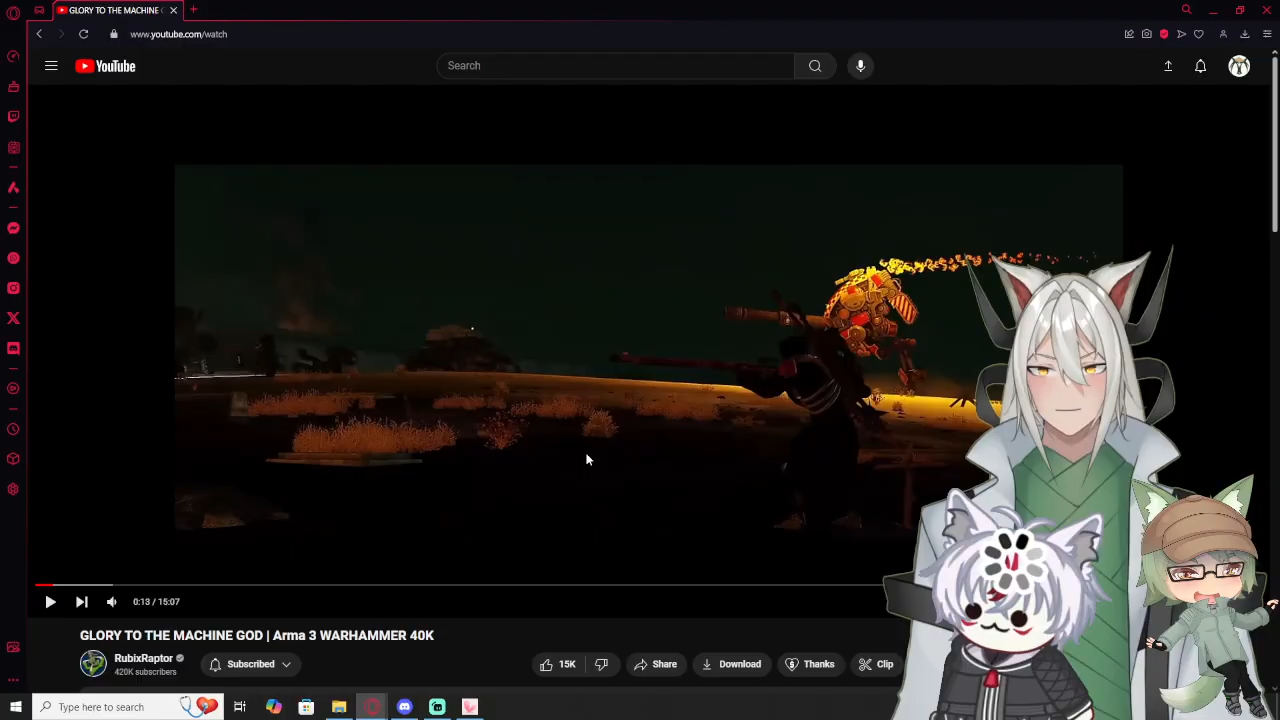 GLORY TO THE MACHINE
www.youtube.com/watch
YouTube
Search
0:13 / 15:07
GLORY TO THE MACHINE GOD | Arma 3 WARHAMMER 40K
RubixRaptor
420K subscribers
Subscribed
15K
Share
Download
Thanks
Clip
Type here to search